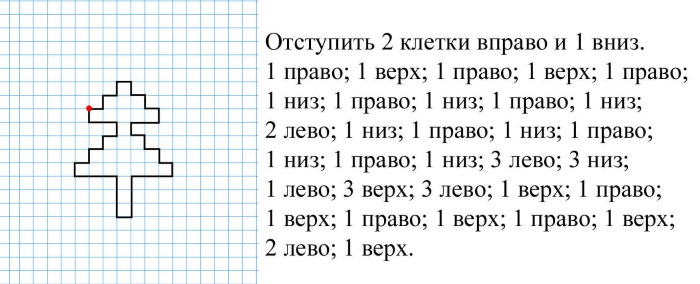 Отступить 2 клетки вправо и 1 вниз.
1 право; 1 верх; 1 право; 1 верх; 1 право;
1 низ; 1 право; 1 низ; 1 право; 1 низ;
2 лево; 1 низ; 1 право; 1 низ; 1 право;
1 низ; 1 право; 1 низ; 3 лево; 3 низ;
1 лево; 3 верх; 3 лево; 1 верх; 1 право;
1 верх; 1 право; 1 верх; 1 право; 1 верх;
2 лево; 1 верх.